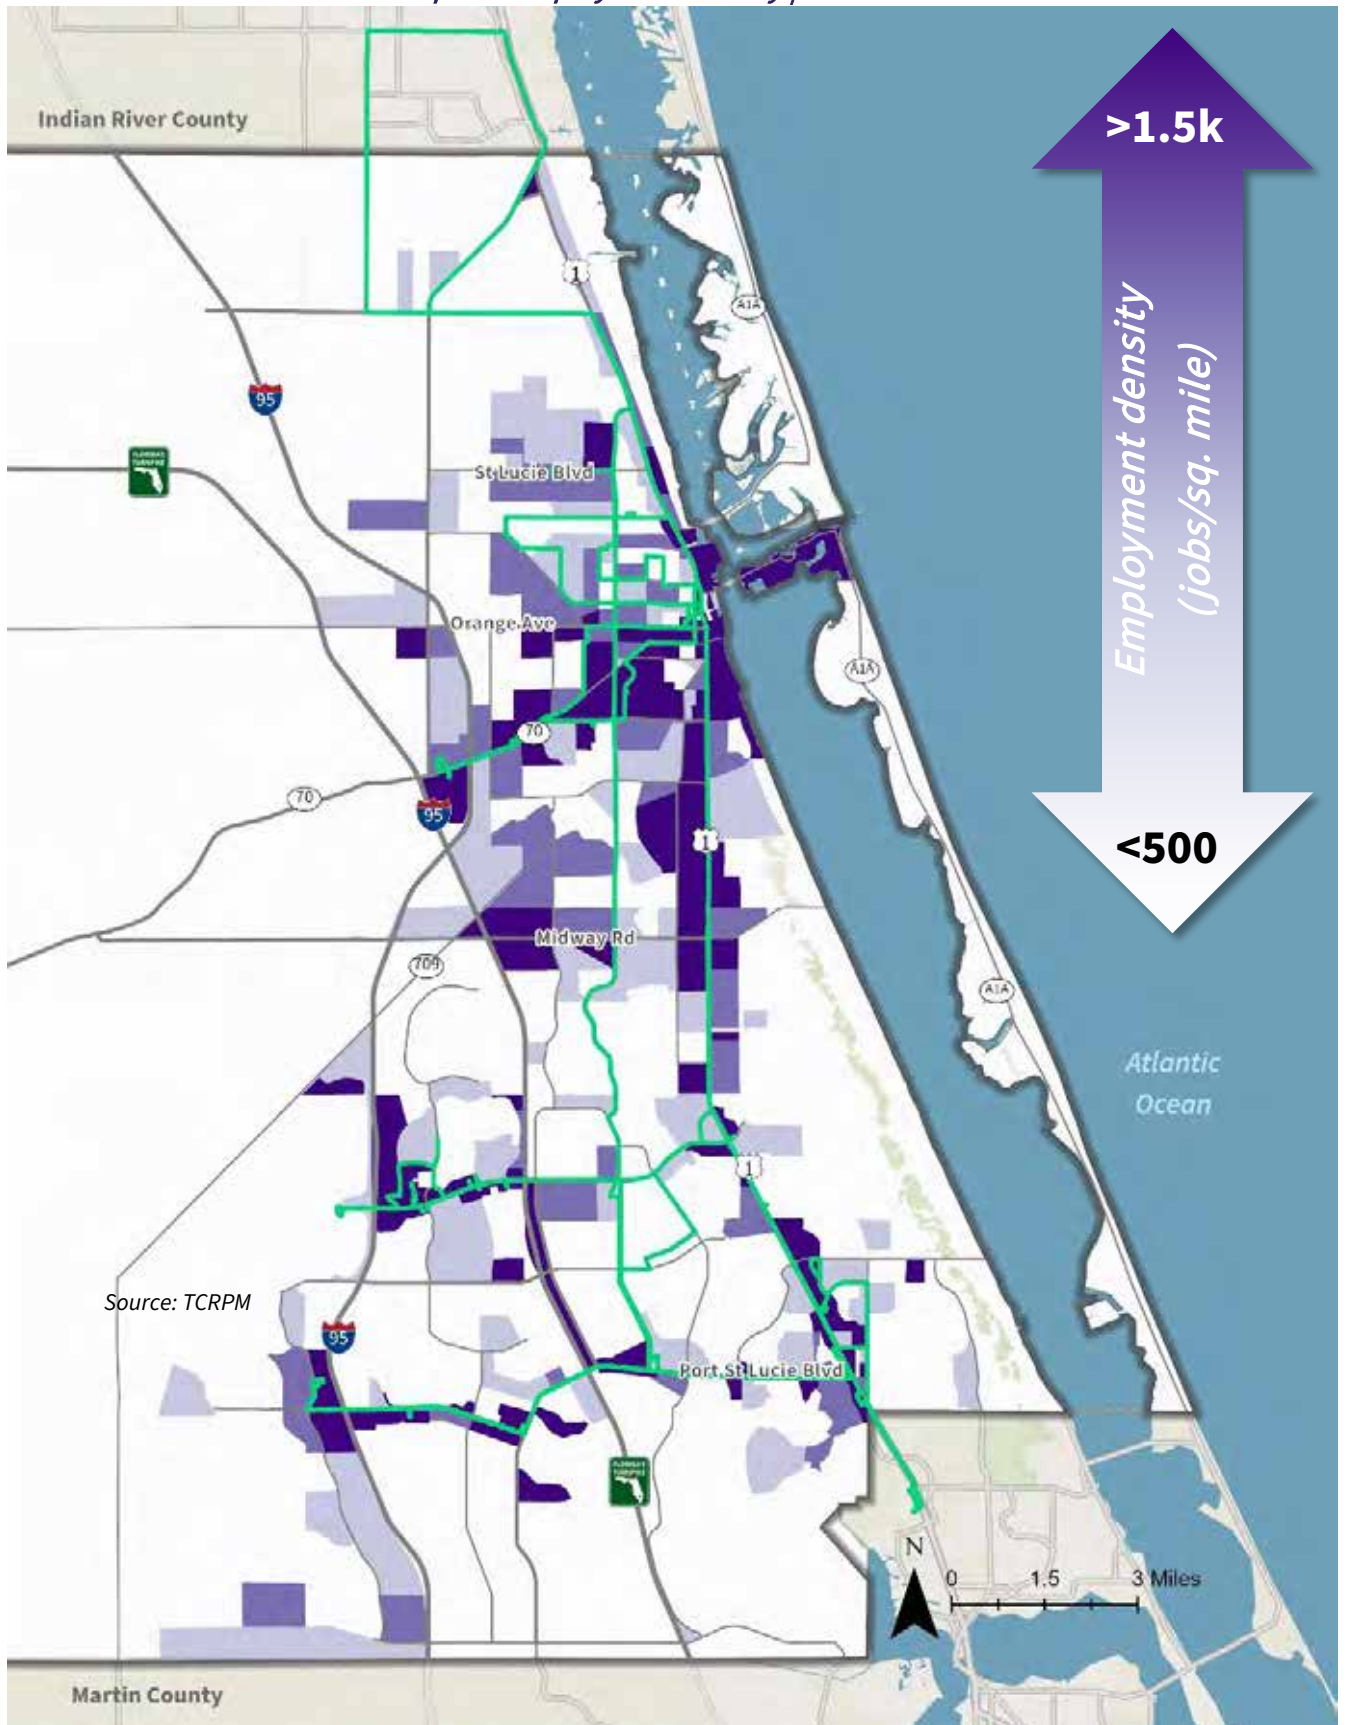 Indian River County
>1.5k
1
A1A
Employment density
(jobs/sq. mile)
95
St Lucie Blvd
Orange Ave
A1A
70
70
95
1
<500
Midway Rd
709
A1A
Atlantic
Ocean
1
Source: TCRPM
95
Port St Lucie Blvd
N
0 1.5 3 Miles
Martin County